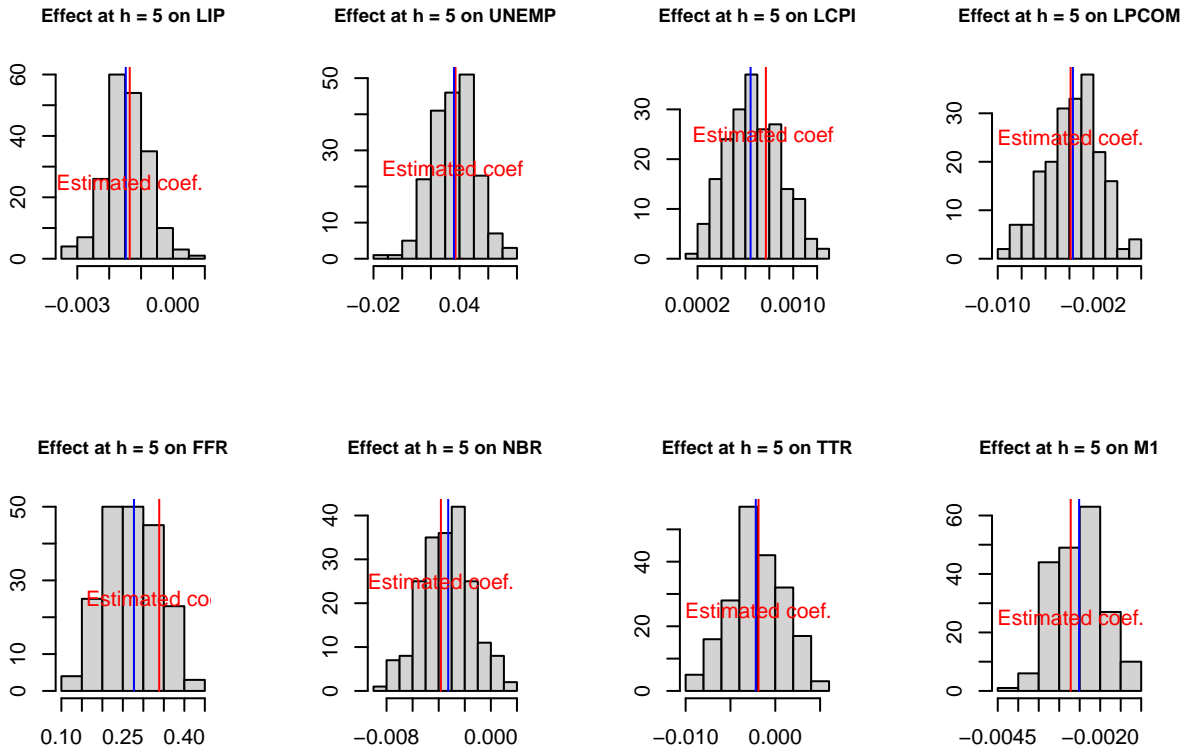 Effect at h = 5 on LIP
Effect at h = 5 on UNEMP
Effect at h = 5 on LCPI
Effect at h = 5 on LPCOM
60
40
20
0
Estimated coef.
−0.003 0.000
50
30
10
0
Estimated coef
−0.02 0.04
30
20
10
0
Estimated coef
0.0002 0.0010
30
20
10
0
Estimated coef.
−0.010 −0.002
Effect at h = 5 on FFR
Effect at h = 5 on NBR
Effect at h = 5 on TTR
Effect at h = 5 on M1
50
30
10
0
Estimated co
0.10 0.25 0.40
40
30
20
10
0
Estimated coef.
−0.008 0.000
40
20
0
Estimated coef.
−0.010 0.000
60
40
20
0
Estimated coef.
−0.0045 −0.0020